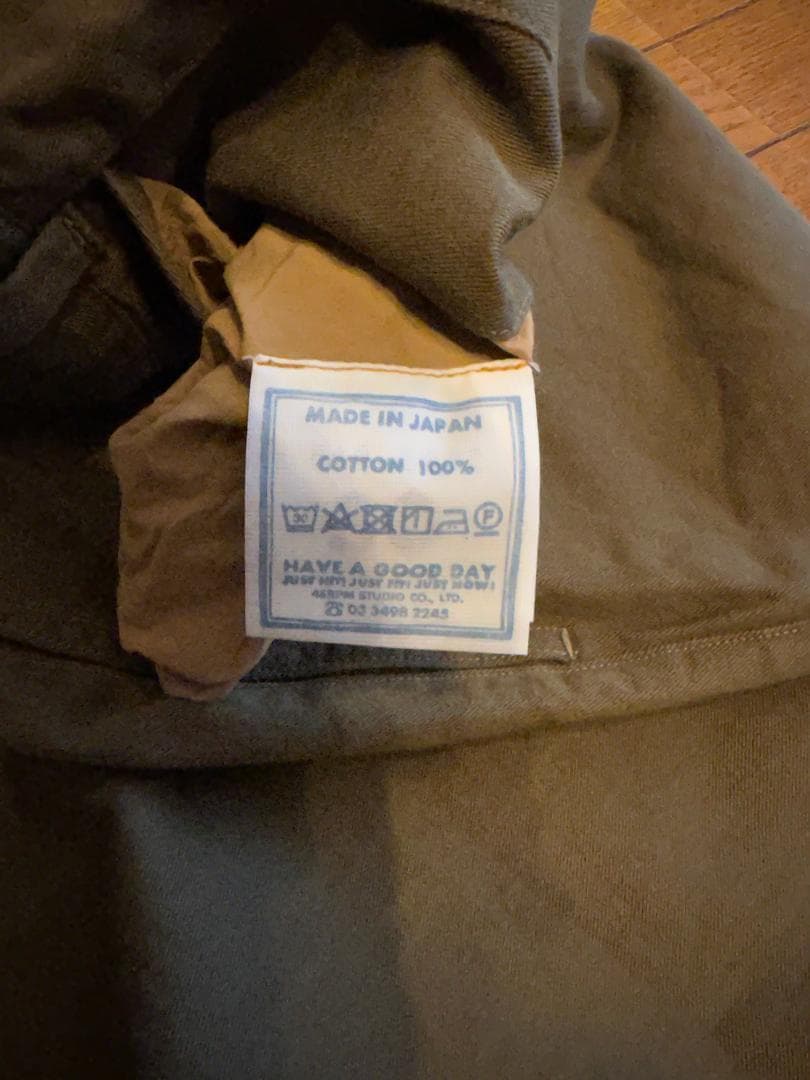 MADE IN JAPAN
COTTON 100%
30 P
HAVE A GOOD DAY
JUST HIT! JUST FIT! JUST NOW!
45RPM STUDIO CO., LTD.
☎ 03 3498 2245